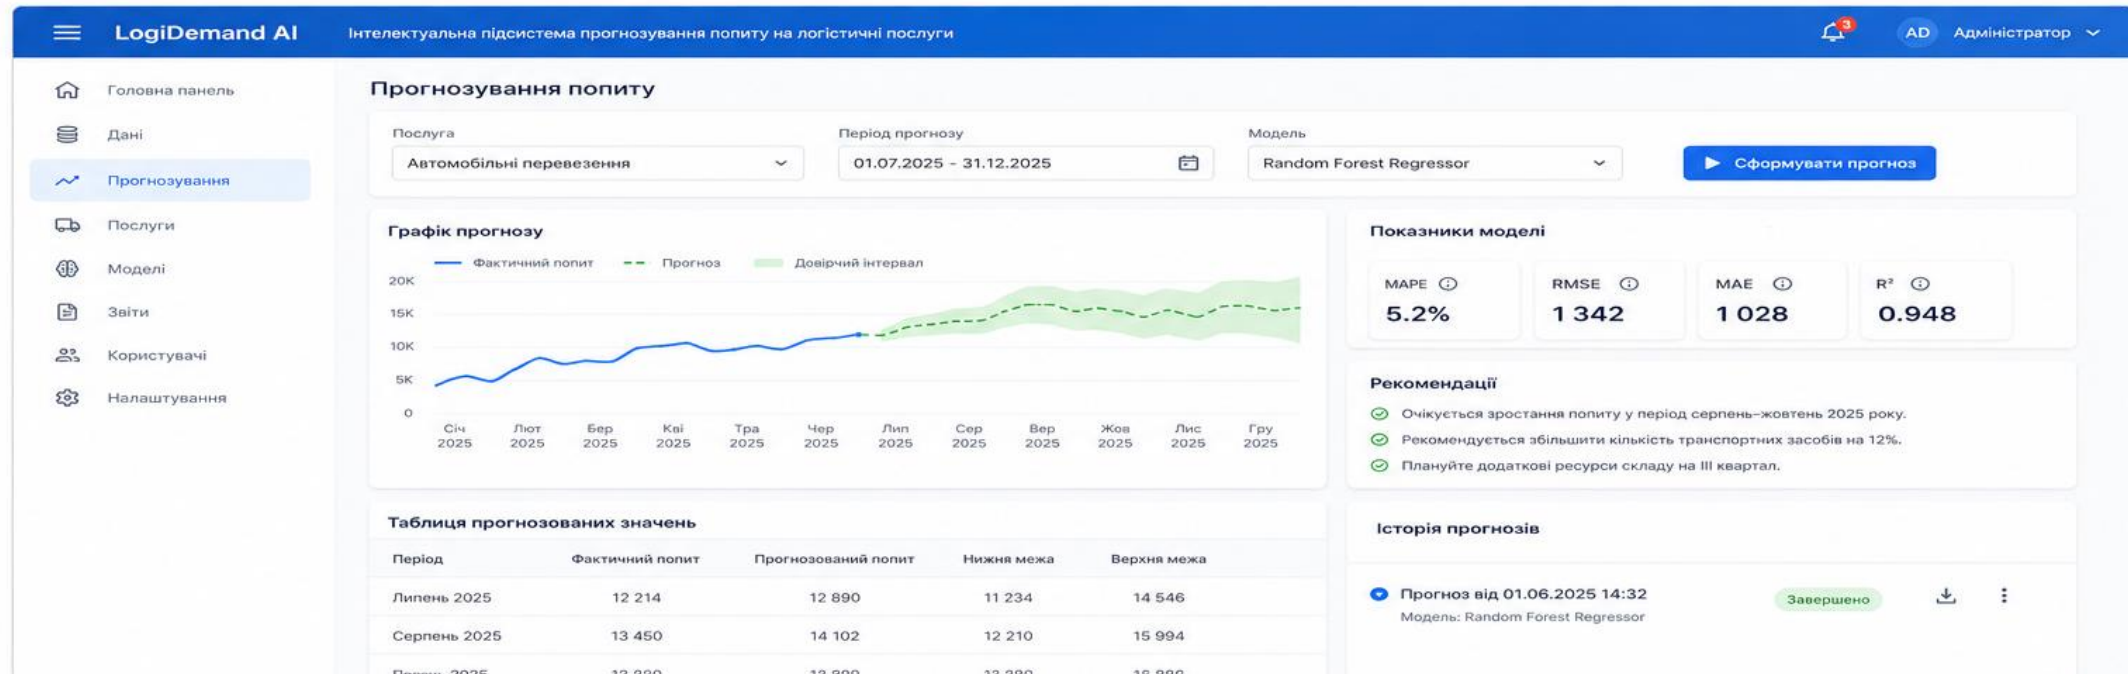 LogiDemand AI
Інтелектуальна підсистема прогнозування попиту на логістичні послуги
3
AD Адміністратор
Головна панель
Дані
Прогнозування
Послуги
Моделі
Звіти
Користувачі
Налаштування
Прогнозування попиту
Послуга Період прогнозу Модель
Автомобільні перевезення 01.07.2025 - 31.12.2025 Random Forest Regressor Сформувати прогноз
Графік прогнозу
Фактичний попит Прогноз Довірчий інтервал
20K
15K
10K
5K
0
Січ Лют Бер Кві Тра Чер Лип Сер Вер Жов Лис Гру
2025 2025 2025 2025 2025 2025 2025 2025 2025 2025 2025 2025
Показники моделі
MAPE RMSE MAE R²
5.2% 1 342 1 028 0.948
Рекомендації
Очікується зростання попиту у період серпень–жовтень 2025 року.
Рекомендується збільшити кількість транспортних засобів на 12%.
Плануйте додаткові ресурси складу на III квартал.
Таблиця прогнозованих значень
Період Фактичний попит Прогнозований попит Нижня межа Верхня межа
Липень 2025 12 214 12 890 11 234 14 546
Серпень 2025 13 450 14 102 12 210 15 994
Історія прогнозів
Прогноз від 01.06.2025 14:32 Завершено
Модель: Random Forest Regressor